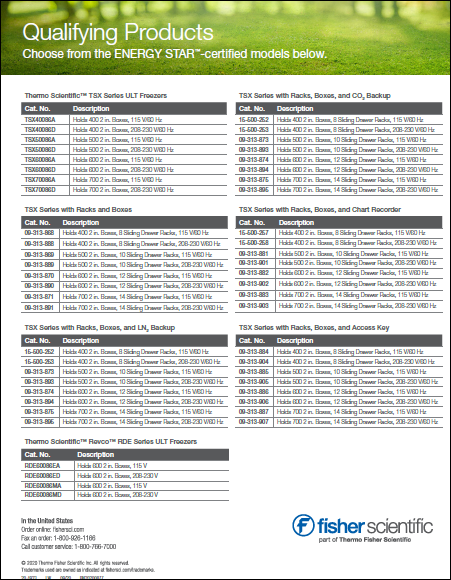 Qualifying Products
Choose from the ENERGY STAR™-certified models below.
Thermo Scientific™ TSX Series ULT Freezers
Cat. No. Description
TSX40086A Holds 400 2 in. Boxes, 115 V/60 Hz
TSX40086D Holds 400 2 in. Boxes, 208-230 V/60 Hz
TSX50086A Holds 500 2 in. Boxes, 115 V/60 Hz
TSX50086D Holds 500 2 in. Boxes, 208-230 V/60 Hz
TSX60086A Holds 600 2 in. Boxes, 115 V/60 Hz
TSX60086D Holds 600 2 in. Boxes, 208-230 V/60 Hz
TSX70086A Holds 700 2 in. Boxes, 115 V/60 Hz
TSX70086D Holds 700 2 in. Boxes, 208-230 V/60 Hz
TSX Series with Racks and Boxes
Cat. No. Description
09-313-868 Holds 400 2 in. Boxes, 8 Sliding Drawer Racks, 115 V/60 Hz
09-313-888 Holds 400 2 in. Boxes, 8 Sliding Drawer Racks, 208-230 V/60 Hz
09-313-869 Holds 500 2 in. Boxes, 10 Sliding Drawer Racks, 115 V/60 Hz
09-313-889 Holds 500 2 in. Boxes, 10 Sliding Drawer Racks, 208-230 V/60 Hz
09-313-870 Holds 600 2 in. Boxes, 12 Sliding Drawer Racks, 115 V/60 Hz
09-313-890 Holds 600 2 in. Boxes, 12 Sliding Drawer Racks, 208-230 V/60 Hz
09-313-871 Holds 700 2 in. Boxes, 14 Sliding Drawer Racks, 115 V/60 Hz
09-313-891 Holds 700 2 in. Boxes, 14 Sliding Drawer Racks, 208-230 V/60 Hz
TSX Series with Racks, Boxes, and LN₂ Backup
Cat. No. Description
15-600-252 Holds 400 2 in. Boxes, 8 Sliding Drawer Racks, 115 V/60 Hz
15-600-253 Holds 400 2 in. Boxes, 8 Sliding Drawer Racks, 208-230 V/60 Hz
09-313-873 Holds 500 2 in. Boxes, 10 Sliding Drawer Racks, 115 V/60 Hz
09-313-893 Holds 500 2 in. Boxes, 10 Sliding Drawer Racks, 208-230 V/60 Hz
09-313-874 Holds 600 2 in. Boxes, 12 Sliding Drawer Racks, 115 V/60 Hz
09-313-894 Holds 600 2 in. Boxes, 12 Sliding Drawer Racks, 208-230 V/60 Hz
09-313-875 Holds 700 2 in. Boxes, 14 Sliding Drawer Racks, 115 V/60 Hz
09-313-895 Holds 700 2 in. Boxes, 14 Sliding Drawer Racks, 208-230 V/60 Hz
Thermo Scientific™ Revco™ RDE Series ULT Freezers
Cat. No. Description
RDE60086EA Holds 600 2 in. Boxes, 115 V
RDE60086ED Holds 600 2 in. Boxes, 208-230 V
RDE60086MA Holds 600 2 in. Boxes, 115 V
RDE60086MD Holds 600 2 in. Boxes, 208-230 V
TSX Series with Racks, Boxes, and CO₂ Backup
Cat. No. Description
15-600-252 Holds 400 2 in. Boxes, 8 Sliding Drawer Racks, 115 V/60 Hz
15-600-253 Holds 400 2 in. Boxes, 8 Sliding Drawer Racks, 208-230 V/60 Hz
09-313-873 Holds 500 2 in. Boxes, 10 Sliding Drawer Racks, 115 V/60 Hz
09-313-893 Holds 500 2 in. Boxes, 10 Sliding Drawer Racks, 208-230 V/60 Hz
09-313-874 Holds 600 2 in. Boxes, 12 Sliding Drawer Racks, 115 V/60 Hz
09-313-894 Holds 600 2 in. Boxes, 12 Sliding Drawer Racks, 208-230 V/60 Hz
09-313-875 Holds 700 2 in. Boxes, 14 Sliding Drawer Racks, 115 V/60 Hz
09-313-895 Holds 700 2 in. Boxes, 14 Sliding Drawer Racks, 208-230 V/60 Hz
TSX Series with Racks, Boxes, and Chart Recorder
Cat. No. Description
15-600-257 Holds 400 2 in. Boxes, 8 Sliding Drawer Racks, 115 V/60 Hz
15-600-258 Holds 400 2 in. Boxes, 8 Sliding Drawer Racks, 208-230 V/60 Hz
09-313-881 Holds 500 2 in. Boxes, 10 Sliding Drawer Racks, 115 V/60 Hz
09-313-901 Holds 500 2 in. Boxes, 10 Sliding Drawer Racks, 208-230 V/60 Hz
09-313-882 Holds 600 2 in. Boxes, 12 Sliding Drawer Racks, 115 V/60 Hz
09-313-902 Holds 600 2 in. Boxes, 12 Sliding Drawer Racks, 208-230 V/60 Hz
09-313-883 Holds 700 2 in. Boxes, 14 Sliding Drawer Racks, 115 V/60 Hz
09-313-903 Holds 700 2 in. Boxes, 14 Sliding Drawer Racks, 208-230 V/60 Hz
TSX Series with Racks, Boxes, and Access Key
Cat. No. Description
09-313-884 Holds 400 2 in. Boxes, 8 Sliding Drawer Racks, 115 V/60 Hz
09-313-904 Holds 400 2 in. Boxes, 8 Sliding Drawer Racks, 208-230 V/60 Hz
09-313-885 Holds 500 2 in. Boxes, 10 Sliding Drawer Racks, 115 V/60 Hz
09-313-905 Holds 500 2 in. Boxes, 10 Sliding Drawer Racks, 208-230 V/60 Hz
09-313-886 Holds 600 2 in. Boxes, 12 Sliding Drawer Racks, 115 V/60 Hz
09-313-906 Holds 600 2 in. Boxes, 12 Sliding Drawer Racks, 208-230 V/60 Hz
09-313-887 Holds 700 2 in. Boxes, 14 Sliding Drawer Racks, 115 V/60 Hz
09-313-907 Holds 700 2 in. Boxes, 14 Sliding Drawer Racks, 208-230 V/60 Hz
In the United States
Order online: fishersci.com
Fax an order: 1-800-926-1166
Call customer service: 1-800-766-7000
fisher scientific
part of Thermo Fisher Scientific
© 2020 Thermo Fisher Scientific Inc. All rights reserved.
Trademarks used are owned as indicated at fishersci.com/trademarks.